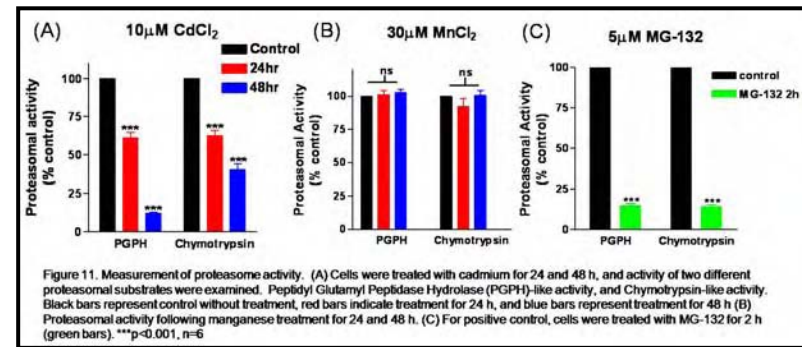 (A)
10µM CdCl2
Control
24hr
48hr
Proteasomal activity
(% control)
100
75
50
25
0
***
***
***
***
PGPH
Chymotrypsin
(B)
30µM MnCl2
ns
ns
Proteasomal Activity
(% control)
100
50
0
PGPH
Chymotrypsin
(C)
5µM MG-132
control
MG-132 2h
Proteasomal Activity
(% control)
100
75
50
25
0
***
***
PGPH
Chymotrypsin
Figure 11. Measurement of proteasome activity. (A) Cells were treated with cadmium for 24 and 48 h, and activity of two different
proteasomal substrates were examined. Peptidyl Glutamyl Peptidase Hydrolase (PGPH)-like activity, and Chymotrypsin-like activity.
Black bars represent control without treatment, red bars indicate treatment for 24 h, and blue bars represent treatment for 48 h (B)
Proteasomal activity following manganese treatment for 24 and 48 h. (C) For positive control, cells were treated with MG-132 for 2 h
(green bars). ***p<0.001, n=6